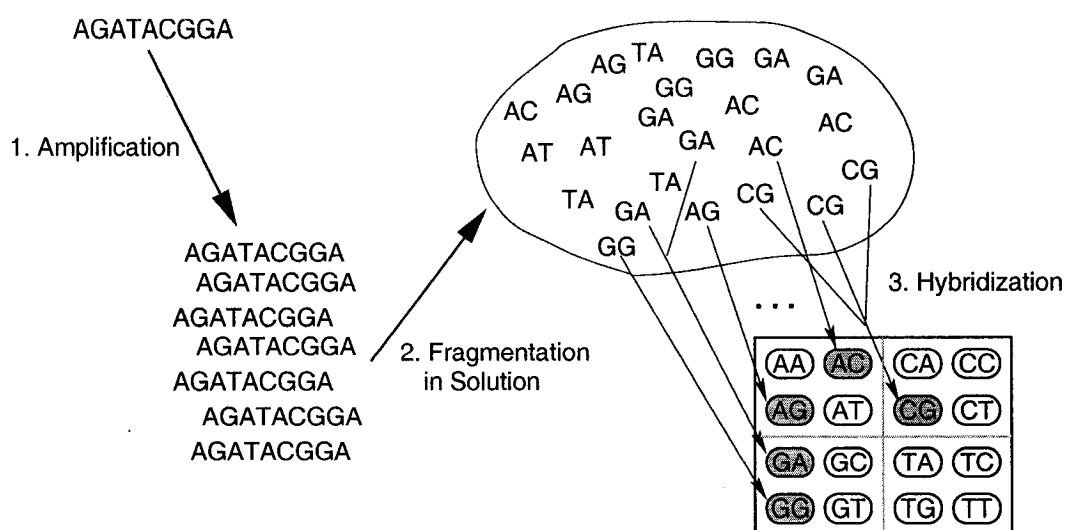 AGATACGGA
1. Amplification
AGATACGGA
AGATACGGA
AGATACGGA
AGATACGGA
AGATACGGA
AGATACGGA
AGATACGGA
2. Fragmentation
in Solution
AG TA GG GA GA
AC AG GG AC
GA AC
AT AT GA AC
TA TA CG CG
GA AG CG
GG
3. Hybridization
...
AA AC CA CC
AG AT CG CT
GA GC TA TC
GG GT TG TT